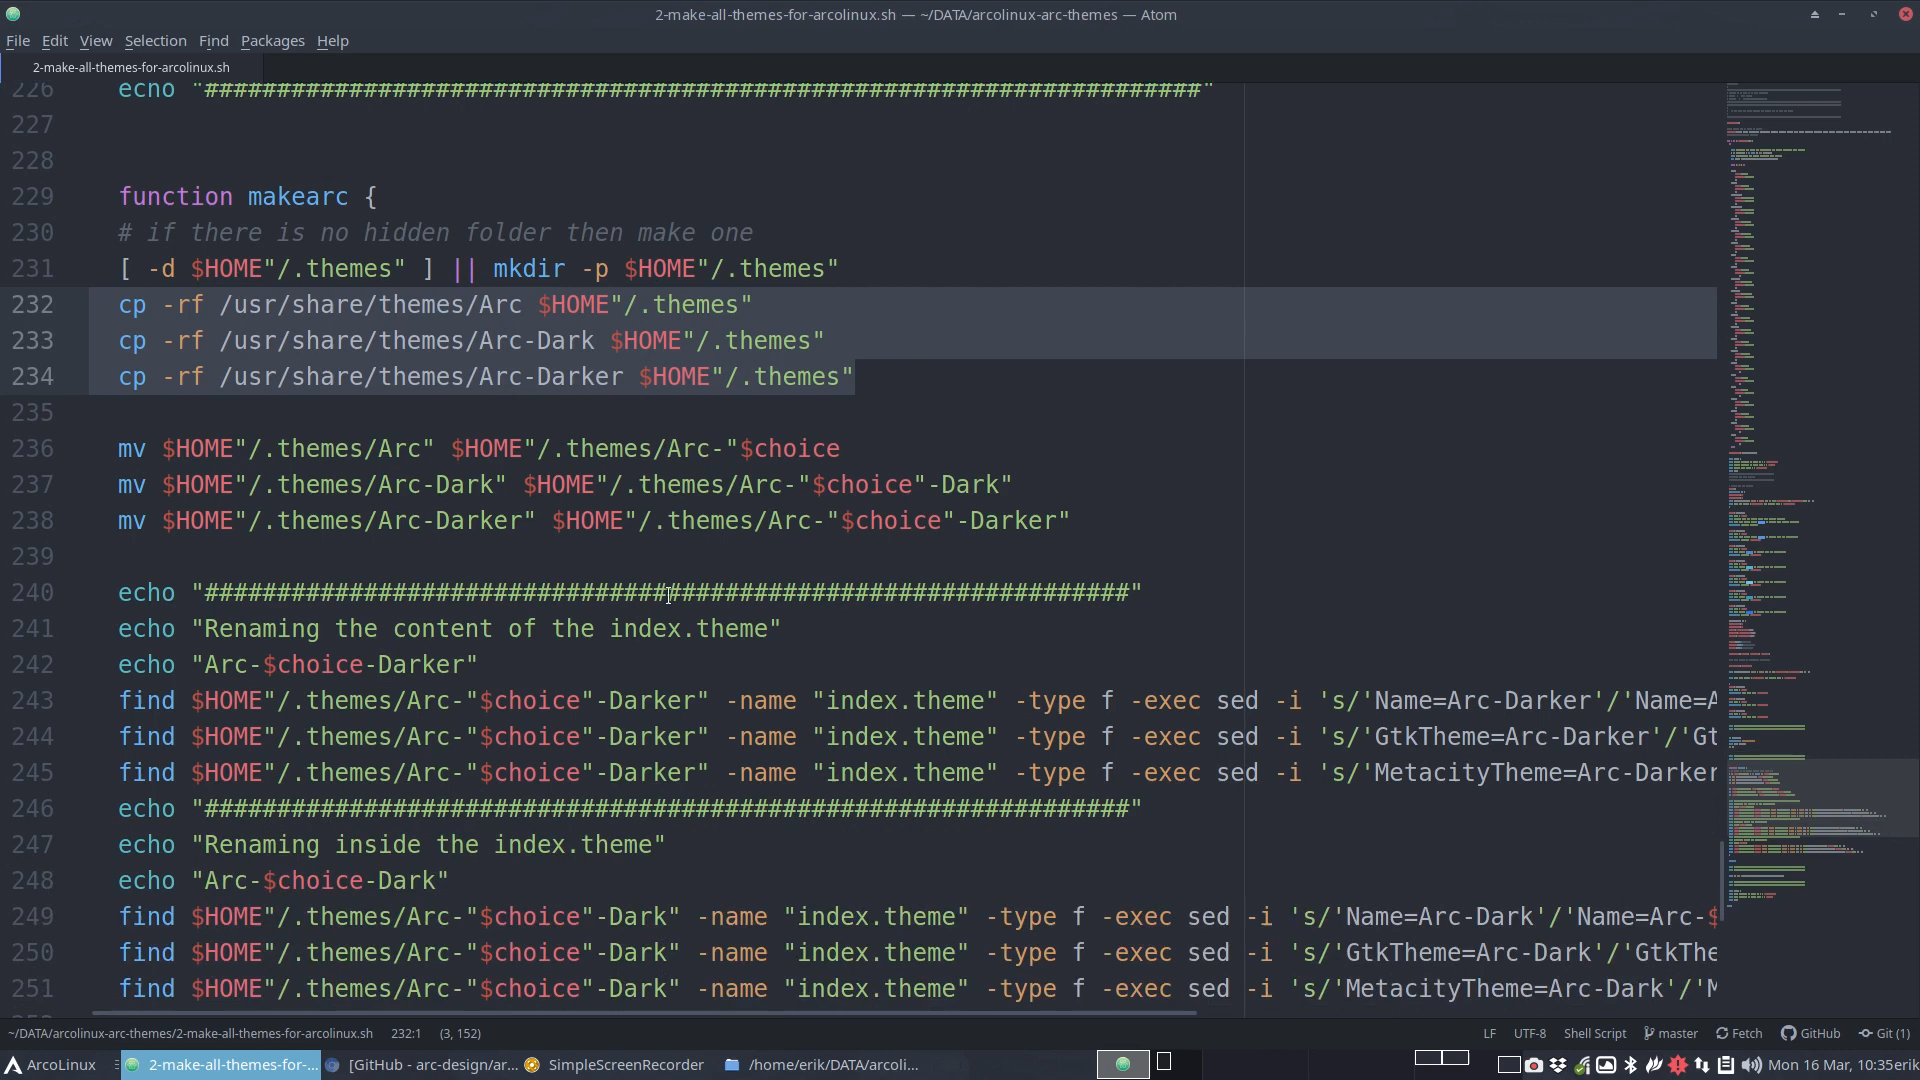 2-make-all-themes-for-arcolinux.sh — ~/DATA/arcolinux-arc-themes — Atom
File Edit View Selection Find Packages Help
2-make-all-themes-for-arcolinux.sh
226 echo "#####################################################################"
227
228
229 function makearc {
230 # if there is no hidden folder then make one
231 [ -d $HOME"/.themes" ] || mkdir -p $HOME"/.themes"
232 cp -rf /usr/share/themes/Arc $HOME"/.themes"
233 cp -rf /usr/share/themes/Arc-Dark $HOME"/.themes"
234 cp -rf /usr/share/themes/Arc-Darker $HOME"/.themes"
235
236 mv $HOME"/.themes/Arc" $HOME"/.themes/Arc-"$choice
237 mv $HOME"/.themes/Arc-Dark" $HOME"/.themes/Arc-"$choice"-Dark"
238 mv $HOME"/.themes/Arc-Darker" $HOME"/.themes/Arc-"$choice"-Darker"
239
240 echo "################################################################"
241 echo "Renaming the content of the index.theme"
242 echo "Arc-$choice-Darker"
243 find $HOME"/.themes/Arc-"$choice"-Darker" -name "index.theme" -type f -exec sed -i 's/'Name=Arc-Darker'/'Name=A
244 find $HOME"/.themes/Arc-"$choice"-Darker" -name "index.theme" -type f -exec sed -i 's/'GtkTheme=Arc-Darker'/'Gt
245 find $HOME"/.themes/Arc-"$choice"-Darker" -name "index.theme" -type f -exec sed -i 's/'MetacityTheme=Arc-Darker
246 echo "################################################################"
247 echo "Renaming inside the index.theme"
248 echo "Arc-$choice-Dark"
249 find $HOME"/.themes/Arc-"$choice"-Dark" -name "index.theme" -type f -exec sed -i 's/'Name=Arc-Dark'/'Name=Arc-$
250 find $HOME"/.themes/Arc-"$choice"-Dark" -name "index.theme" -type f -exec sed -i 's/'GtkTheme=Arc-Dark'/'GtkThe
251 find $HOME"/.themes/Arc-"$choice"-Dark" -name "index.theme" -type f -exec sed -i 's/'MetacityTheme=Arc-Dark'/'M
~/DATA/arcolinux-arc-themes/2-make-all-themes-for-arcolinux.sh 232:1 (3, 152) LF UTF-8 Shell Script master Fetch GitHub Git (1)
ArcoLinux 2-make-all-themes-for-... [GitHub - arc-design/ar... SimpleScreenRecorder /home/erik/DATA/arcoli... Mon 16 Mar, 10:35 erik